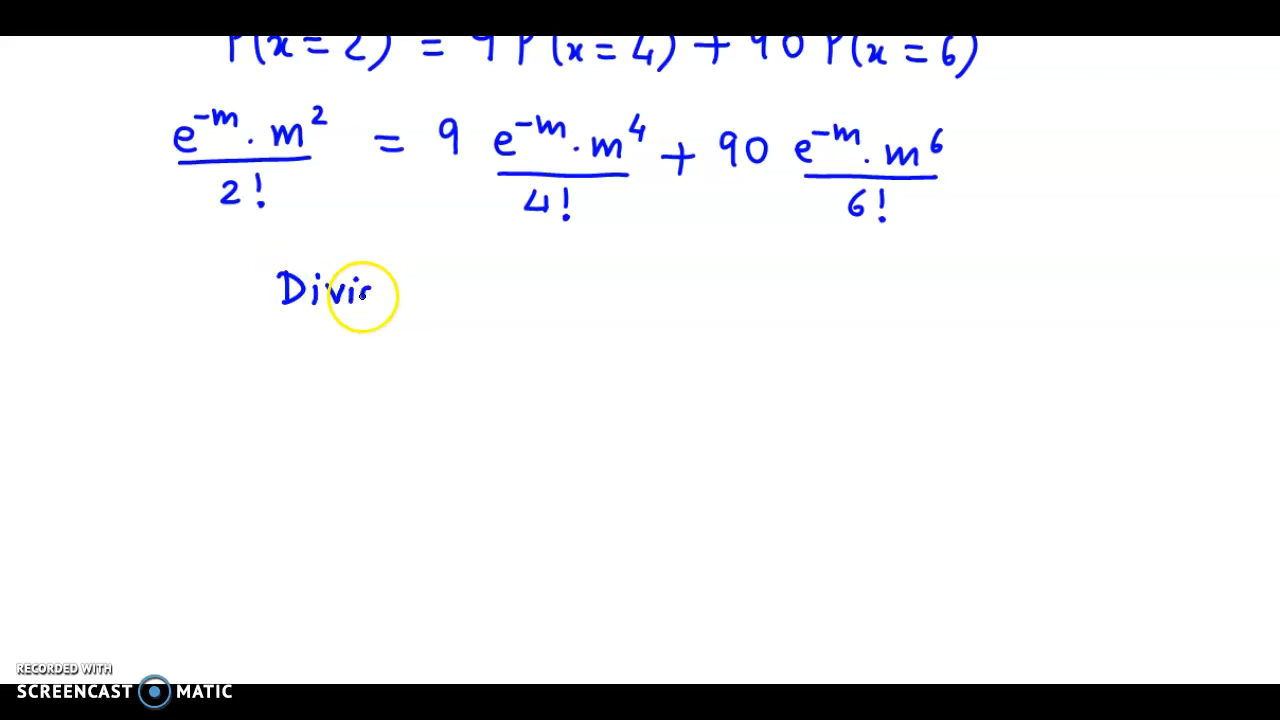 P(x=2) = 9 P(x=4) + 90 P(x=6)
e^-m . m^2 / 2! = 9 e^-m . m^4 / 4! + 90 e^-m . m^6 / 6!
Divi
RECORDED WITH
SCREENCAST MATIC